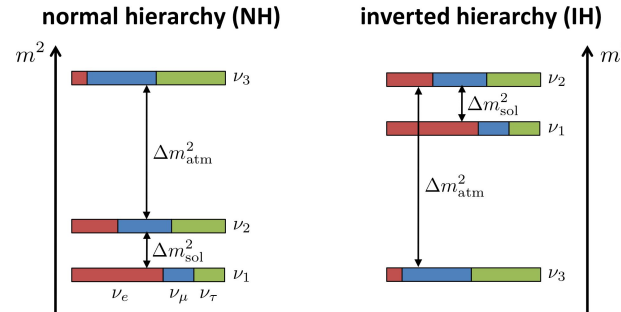 normal hierarchy (NH)
m²
ν₃
Δm²atm
ν₂
Δm²sol
ν₁
νe νμ ντ
inverted hierarchy (IH)
m
ν₂
Δm²sol
ν₁
Δm²atm
ν₃